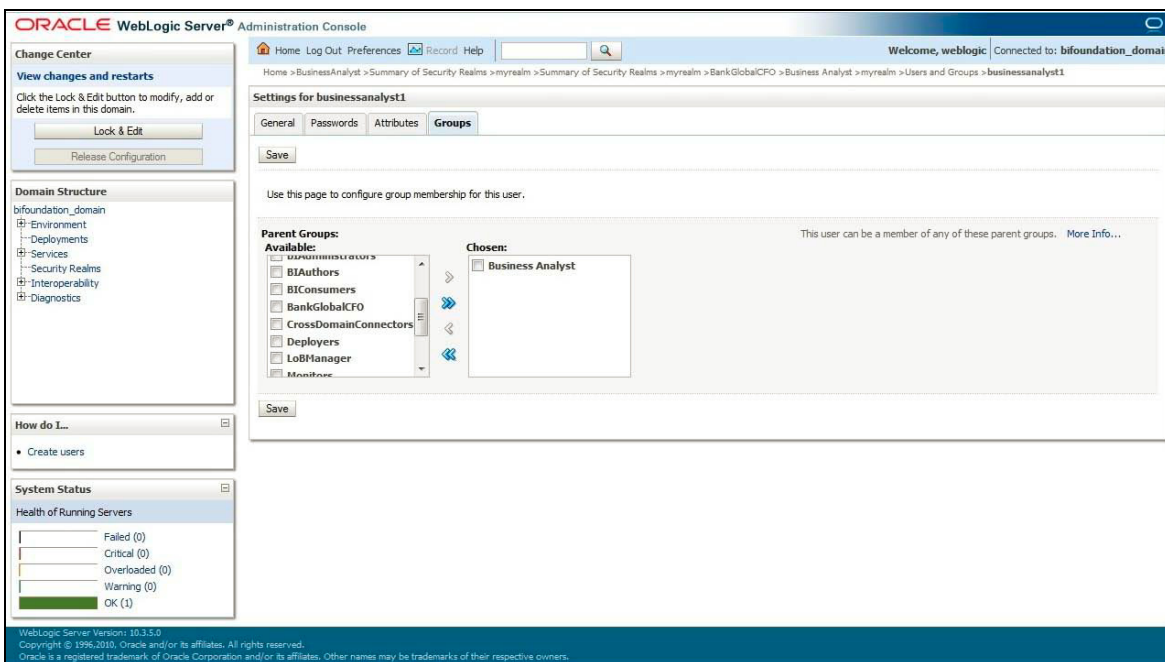 ORACLE WebLogic Server® Administration Console
Change Center
View changes and restarts
Click the Lock & Edit button to modify, add or
delete items in this domain.
Lock & Edit
Release Configuration
Domain Structure
bifoundation_domain
Environment
Deployments
Services
Security Realms
Interoperability
Diagnostics
How do I...
Create users
System Status
Health of Running Servers
Failed (0)
Critical (0)
Overloaded (0)
Warning (0)
OK (1)
Home Log Out Preferences Record Help
Welcome, weblogic Connected to: bifoundation_domai
Home >BusinessAnalyst >Summary of Security Realms >myrealm >Summary of Security Realms >myrealm >BankGlobalCFO >Business Analyst >myrealm >Users and Groups >businessanalyst1
Settings for businessanalyst1
General Passwords Attributes Groups
Save
Use this page to configure group membership for this user.
Parent Groups:
Available:
BIAdministrators
BIAuthors
BIConsumers
BankGlobalCFO
CrossDomainConnectors
Deployers
LoBManager
Monitors
Chosen:
Business Analyst
This user can be a member of any of these parent groups. More Info...
Save
WebLogic Server Version: 10.3.5.0
Copyright © 1996,2010, Oracle and/or its affiliates. All rights reserved.
Oracle is a registered trademark of Oracle Corporation and/or its affiliates. Other names may be trademarks of their respective owners.